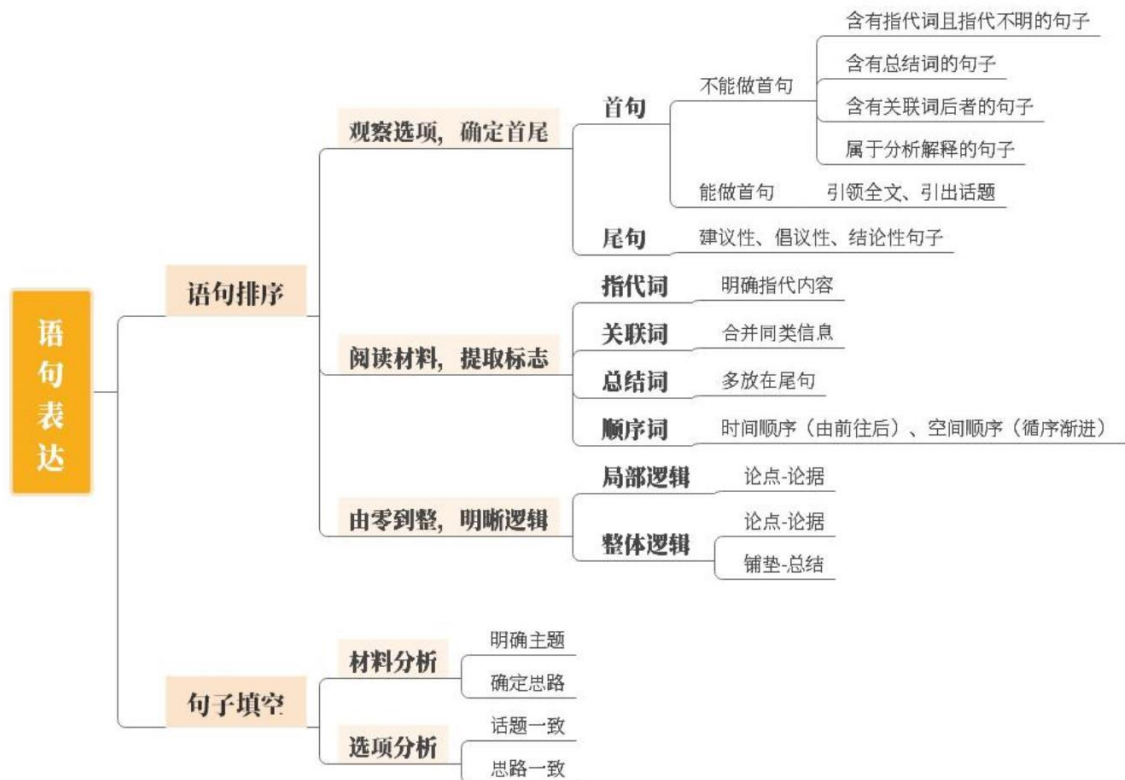 语句表达
语句排序
观察选项，确定首尾
首句
不能做首句
含有指代词且指代不明的句子
含有总结词的句子
含有关联词后者的句子
属于分析解释的句子
能做首句
引领全文、引出话题
尾句
建议性、倡议性、结论性句子
阅读材料，提取标志
指代词
明确指代内容
关联词
合并同类信息
总结词
多放在尾句
顺序词
时间顺序（由前往后）、空间顺序（循序渐进）
由零到整，明晰逻辑
局部逻辑
论点-论据
整体逻辑
论点-论据
铺垫-总结
句子填空
材料分析
明确主题
确定思路
选项分析
话题一致
思路一致